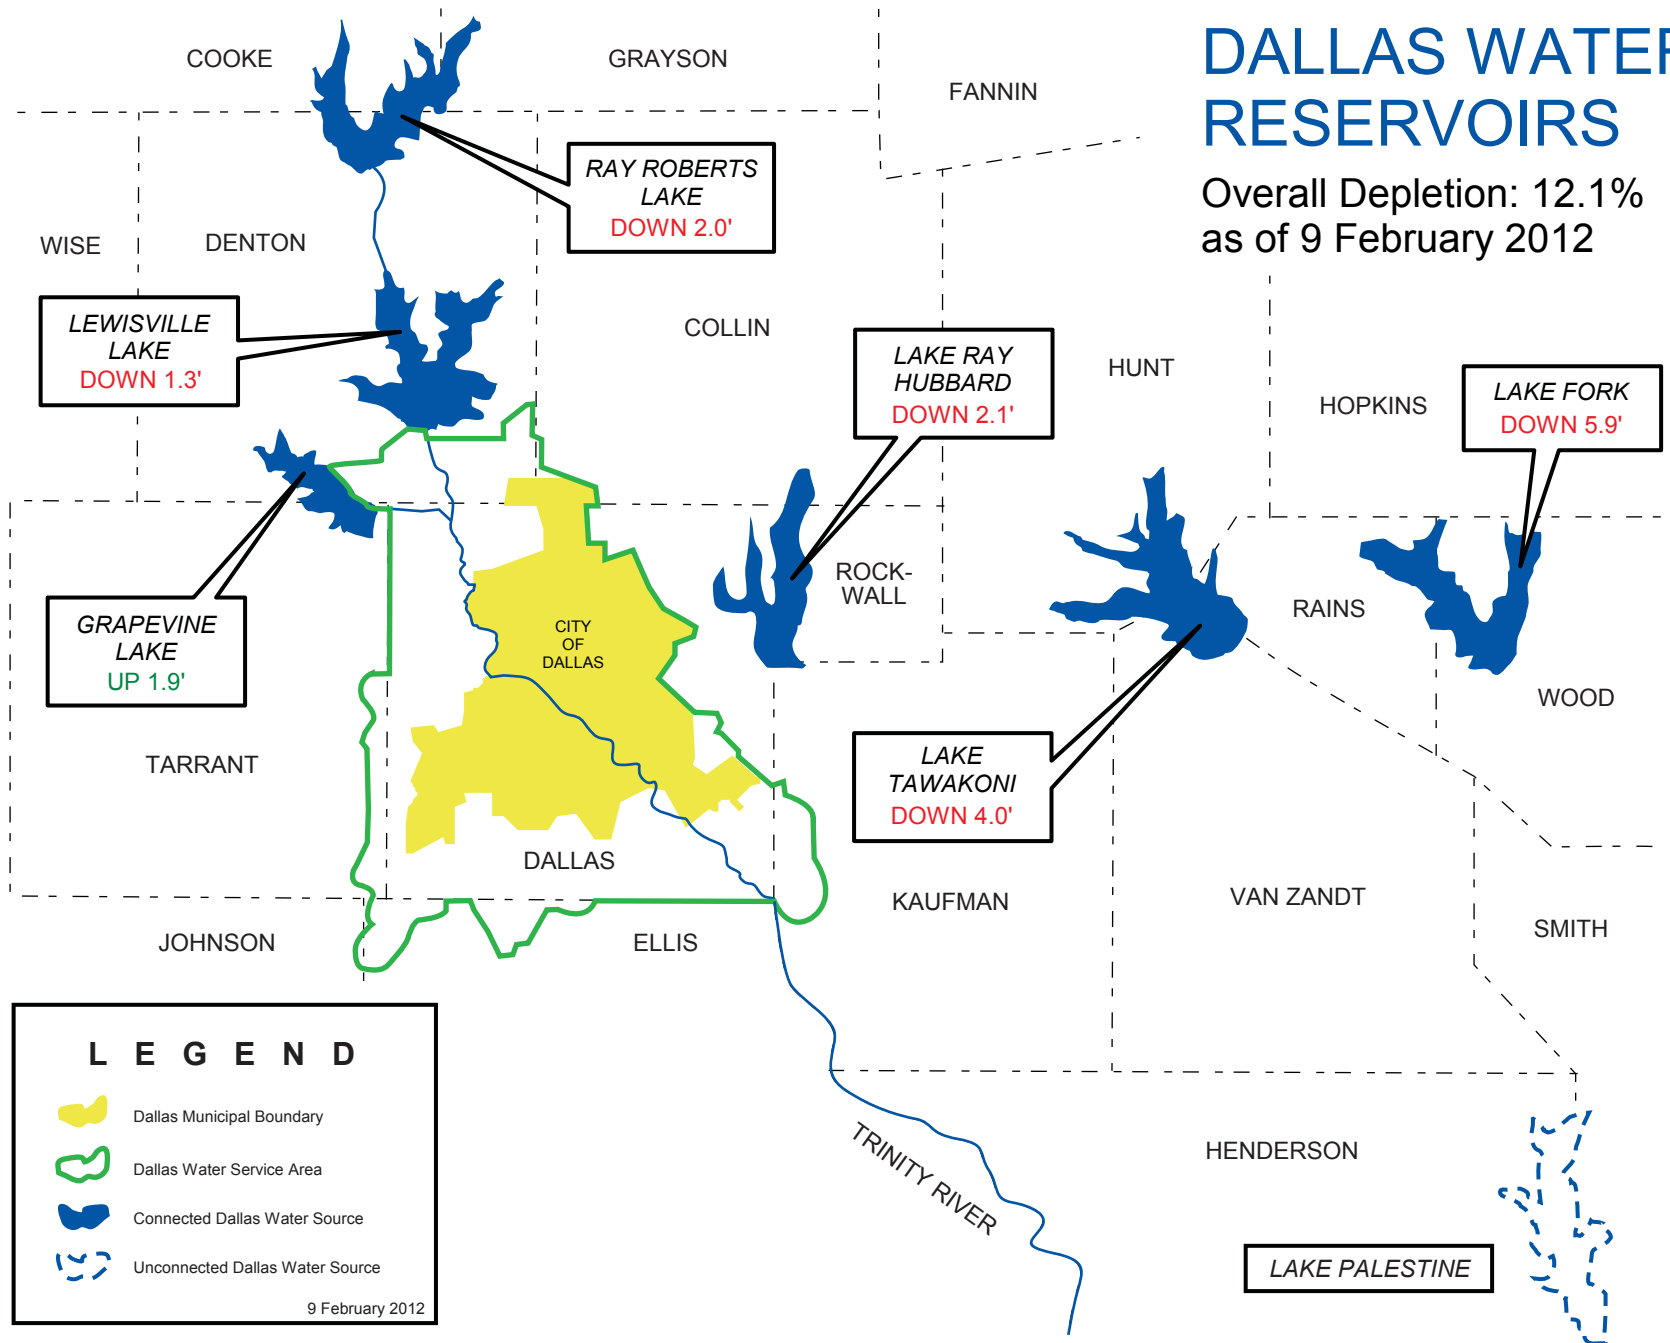 DALLAS WATER
RESERVOIRS
Overall Depletion: 12.1%
as of 9 February 2012
COOKE
GRAYSON
FANNIN
RAY ROBERTS
LAKE
DOWN 2.0'
WISE
DENTON
LEWISVILLE
LAKE
DOWN 1.3'
COLLIN
LAKE RAY
HUBBARD
DOWN 2.1'
HUNT
HOPKINS
LAKE FORK
DOWN 5.9'
GRAPEVINE
LAKE
UP 1.9'
CITY
OF
DALLAS
ROCK-
WALL
RAINS
WOOD
TARRANT
LAKE
TAWAKONI
DOWN 4.0'
DALLAS
KAUFMAN
VAN ZANDT
SMITH
JOHNSON
ELLIS
TRINITY RIVER
HENDERSON
LAKE PALESTINE
LEGEND
Dallas Municipal Boundary
Dallas Water Service Area
Connected Dallas Water Source
Unconnected Dallas Water Source
9 February 2012